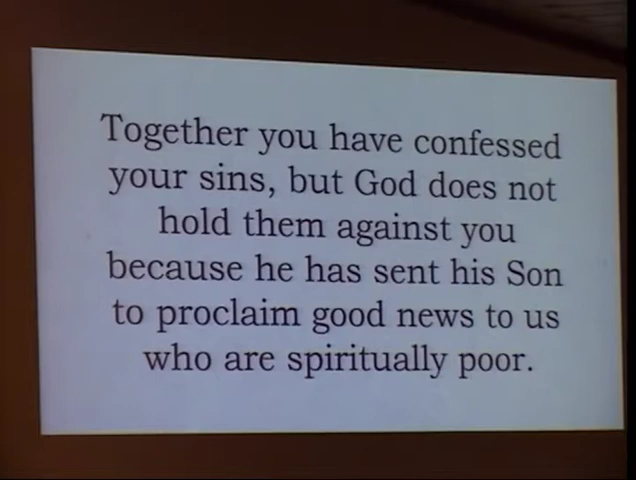 Together you have confessed
your sins, but God does not
hold them against you
because he has sent his Son
to proclaim good news to us
who are spiritually poor.